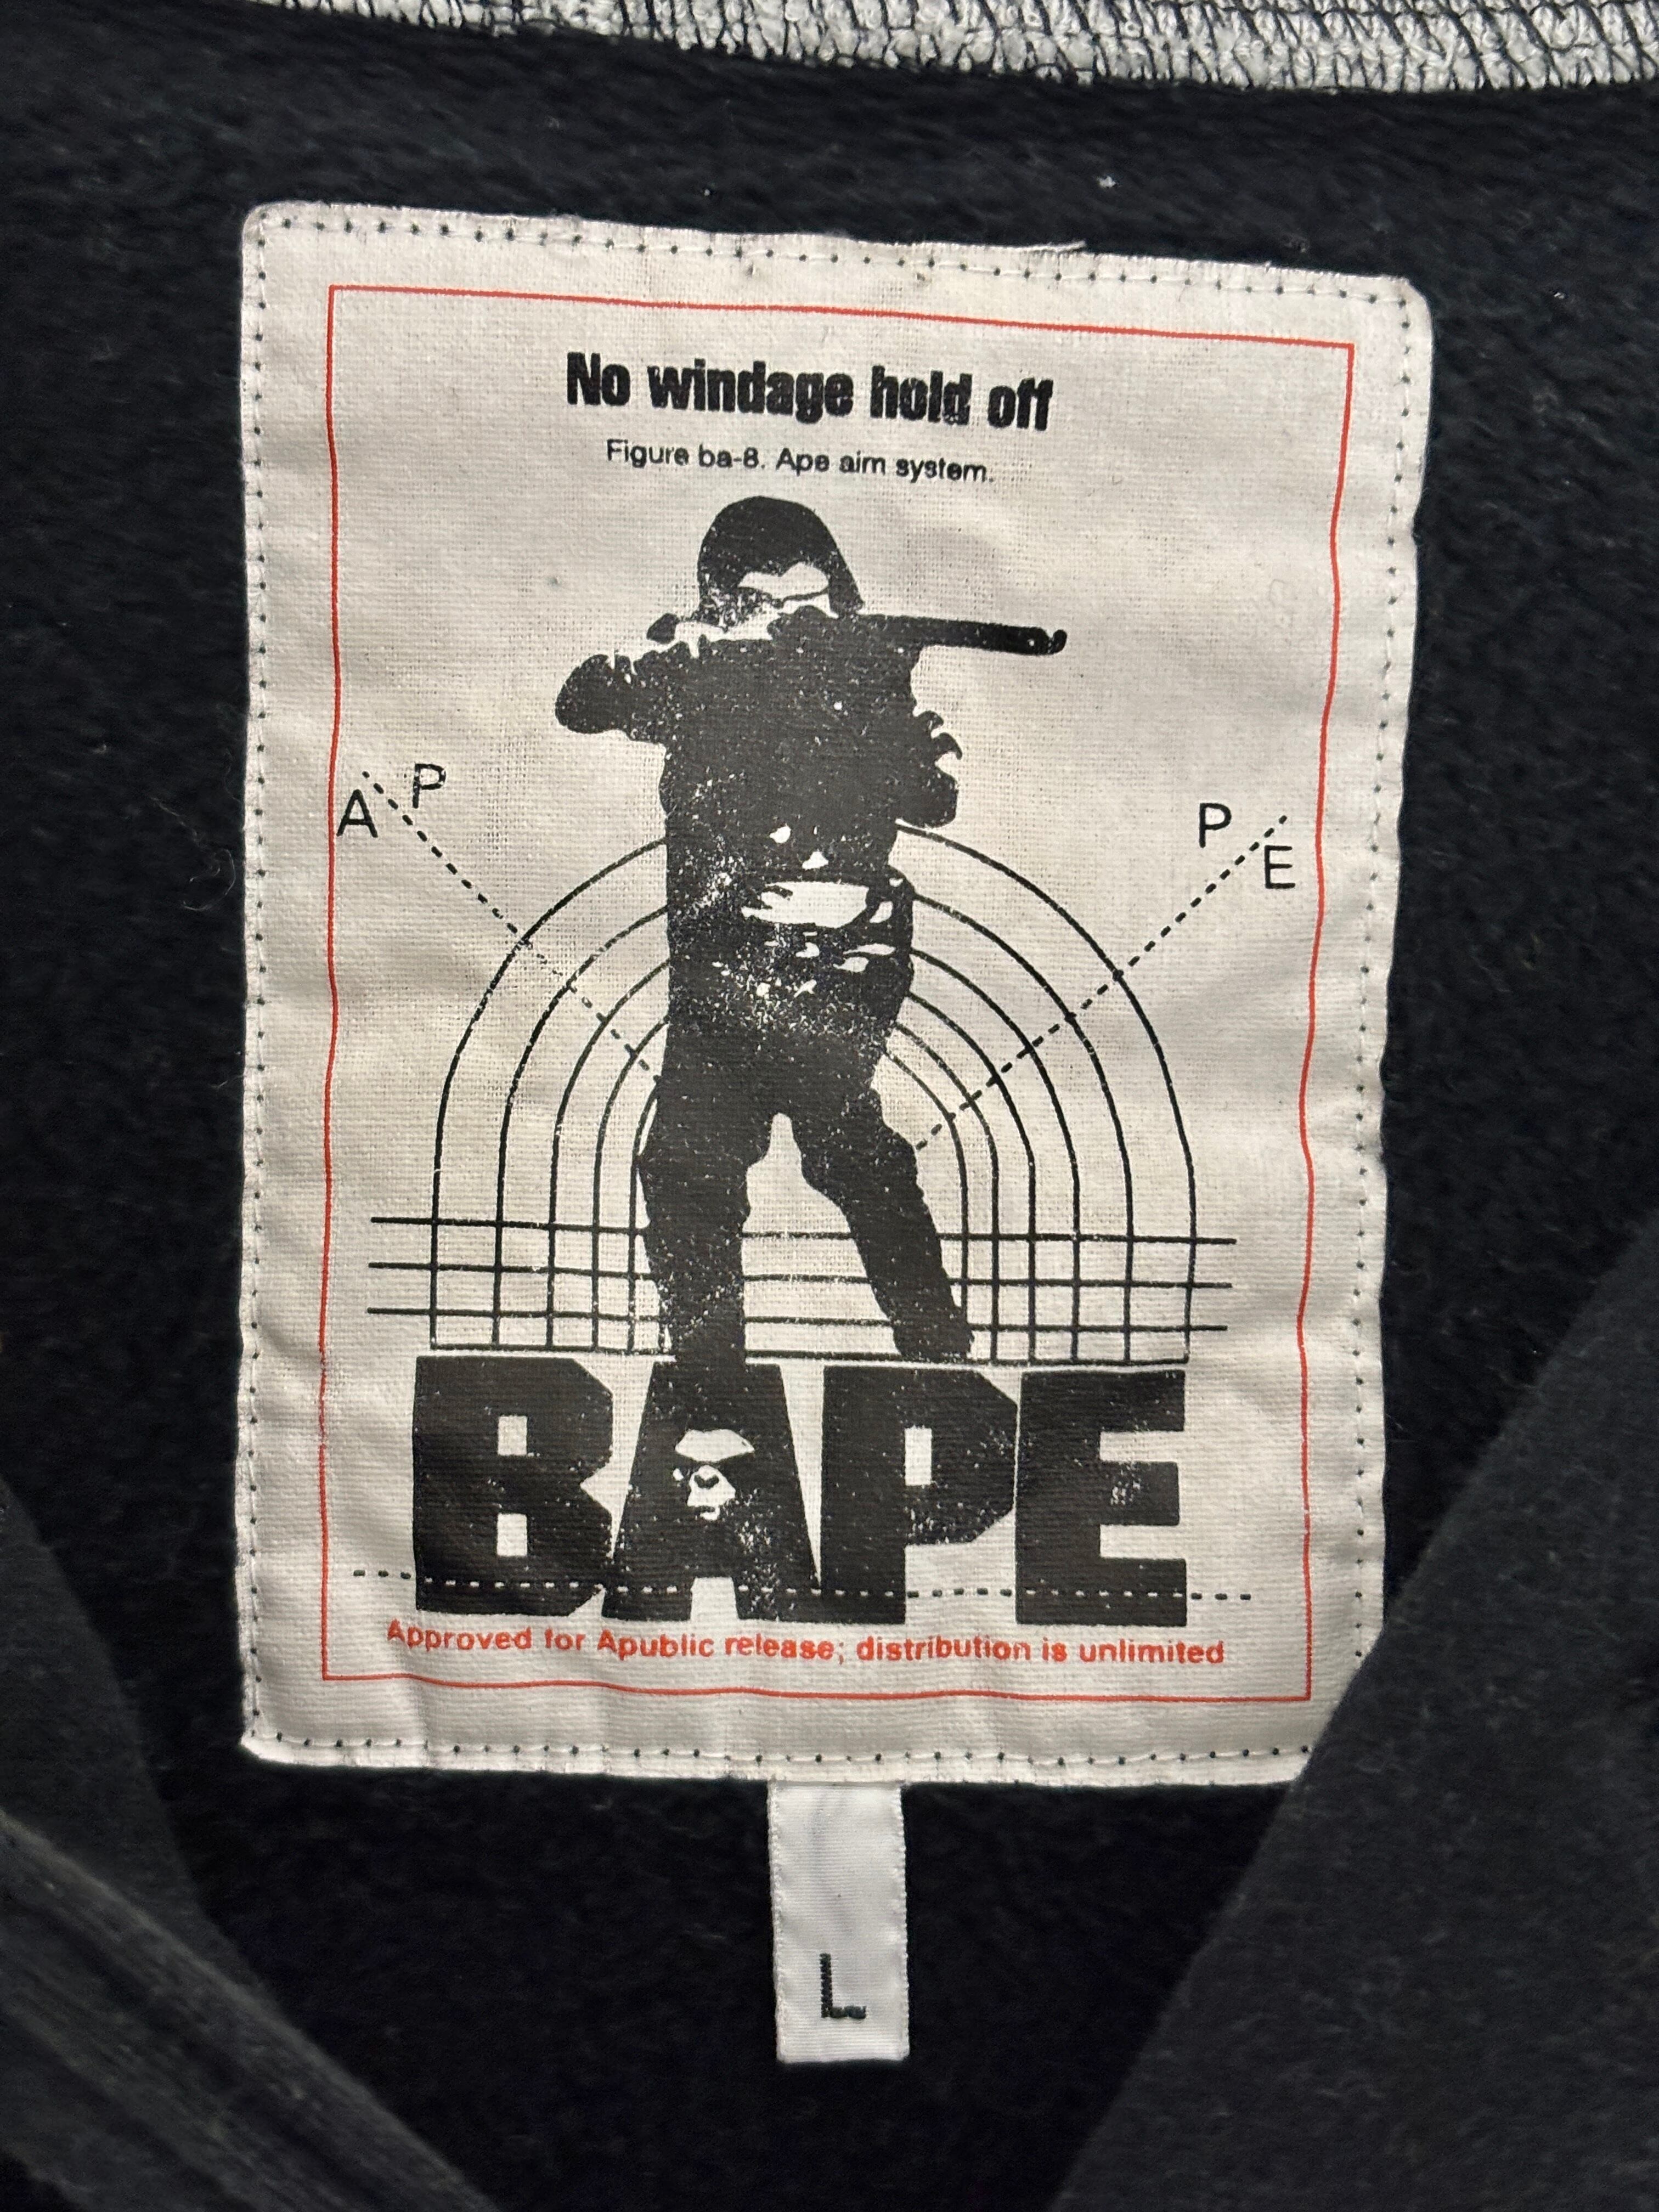 No windage hold off
Figure ba-8. Ape aim system.
A P
P E
BAPE
Approved for Apublic release; distribution is unlimited
L